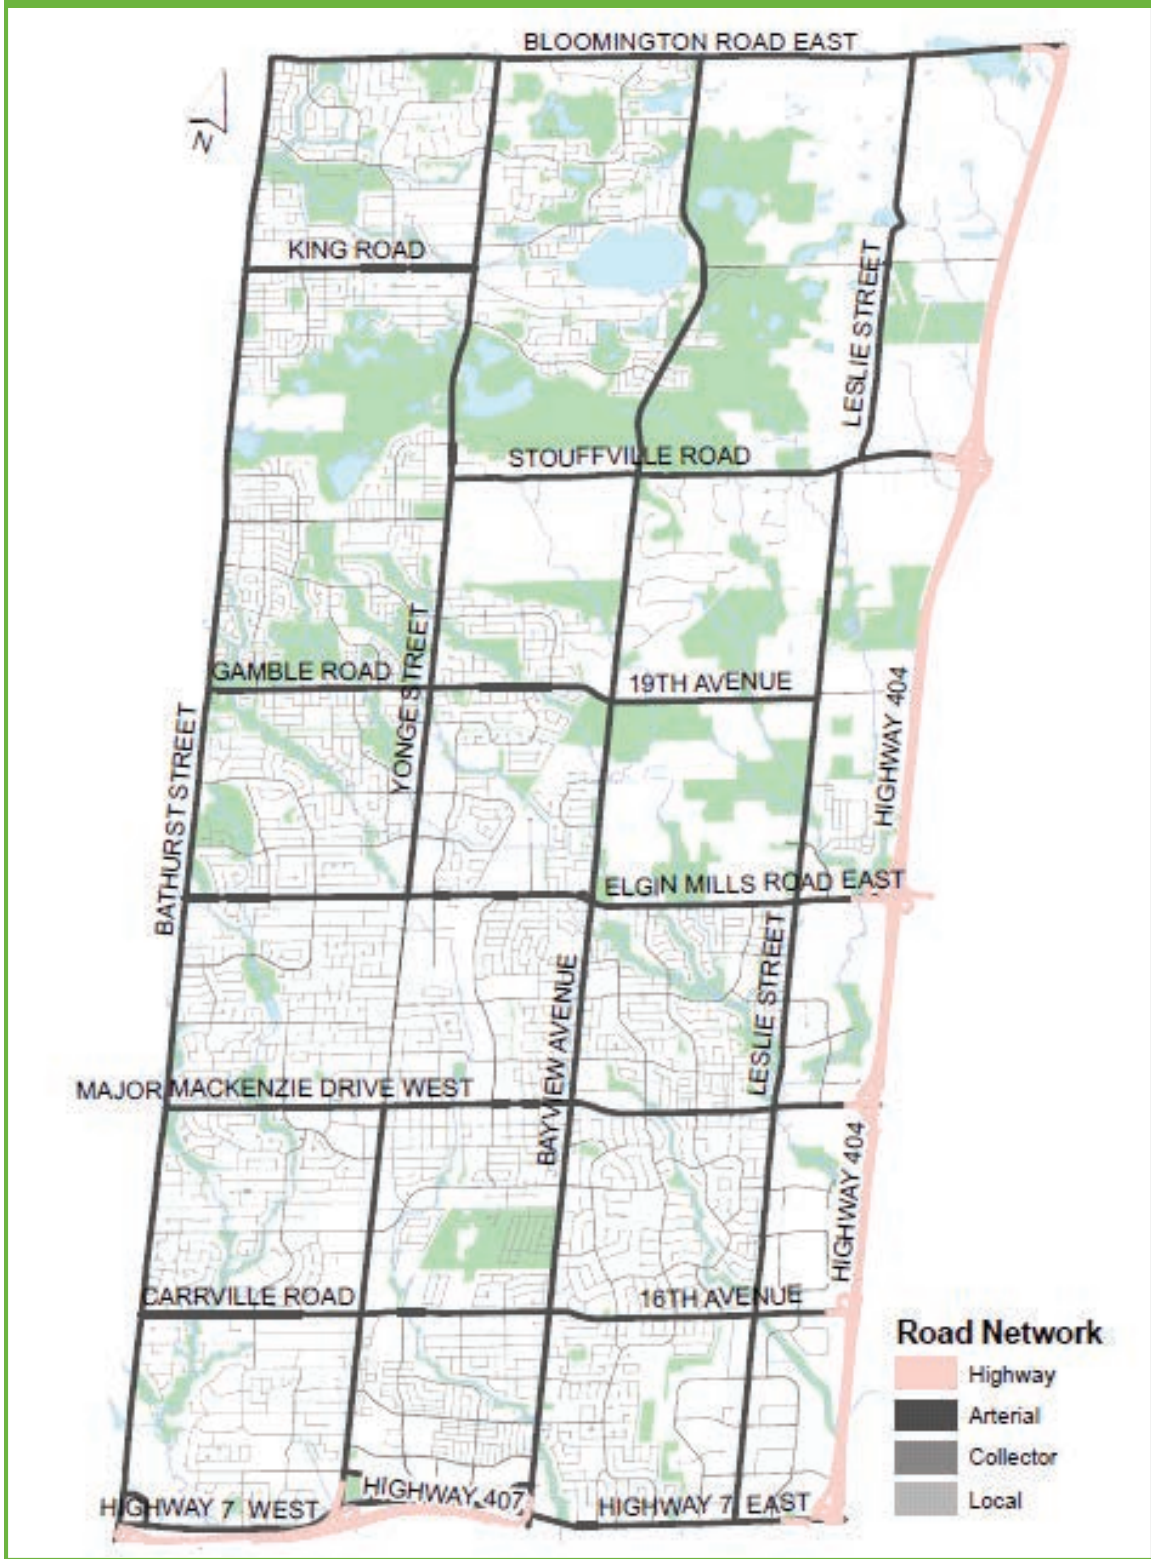 BLOOMINGTON ROAD EAST
N
KING ROAD
LESLIE STREET
STOUFFVILLE ROAD
YONGE STREET
GAMBLE ROAD
19TH AVENUE
HIGHWAY 404
BATHURST STREET
ELGIN MILLS ROAD EAST
LESLIE STREET
BAYVIEW AVENUE
MAJOR MACKENZIE DRIVE WEST
HIGHWAY 404
CARRVILLE ROAD
16TH AVENUE
Road Network
Highway
Arterial
Collector
Local
HIGHWAY 7 WEST
HIGHWAY 407
HIGHWAY 7 EAST